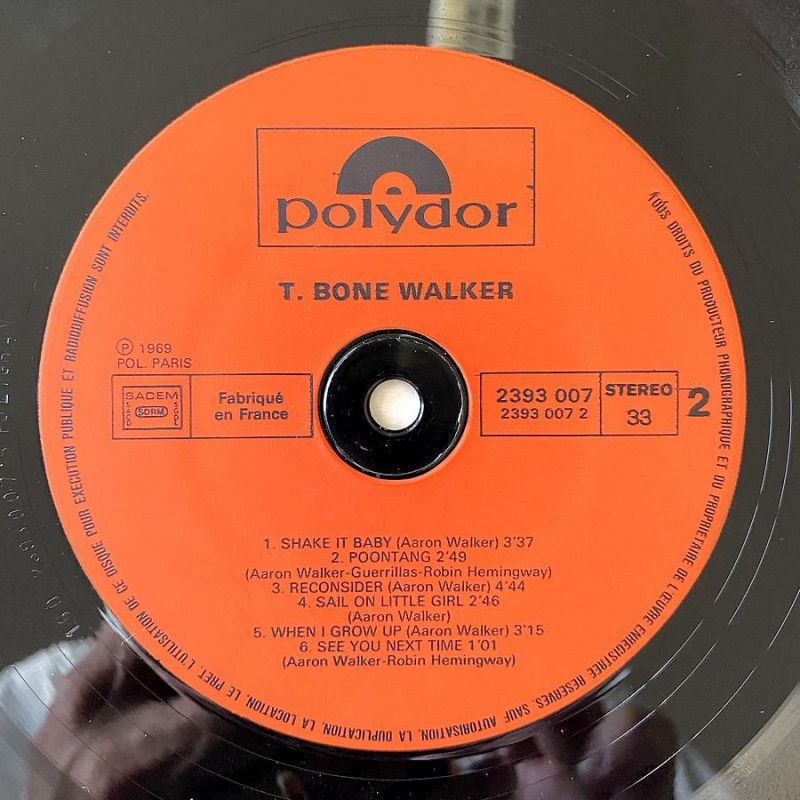 polydor
T. BONE WALKER
℗ 1969
POL. PARIS
SACEM
SACD
SDRM
SGDL
Fabriqué
en France
2393 007
2393 007 2
STEREO
33
2
1. SHAKE IT BABY (Aaron Walker) 3'37
2. POONTANG 2'49
(Aaron Walker-Guerrillas-Robin Hemingway)
3. RECONSIDER (Aaron Walker) 4'44
4. SAIL ON LITTLE GIRL 2'46
(Aaron Walker)
5. WHEN I GROW UP (Aaron Walker) 3'15
6. SEE YOU NEXT TIME 1'01
(Aaron Walker-Robin Hemingway)
TOUS DROITS DU PRODUCTEUR PHONOGRAPHIQUE ET DU PROPRIETAIRE DE L'ŒUVRE ENREGISTREE RESERVES. SAUF AUTORISATION, LA DUPLICATION, LA LOCATION, LE PRET, L'UTILISATION DE CE DISQUE POUR EXECUTION PUBLIQUE ET RADIODIFFUSION SONT INTERDITS.